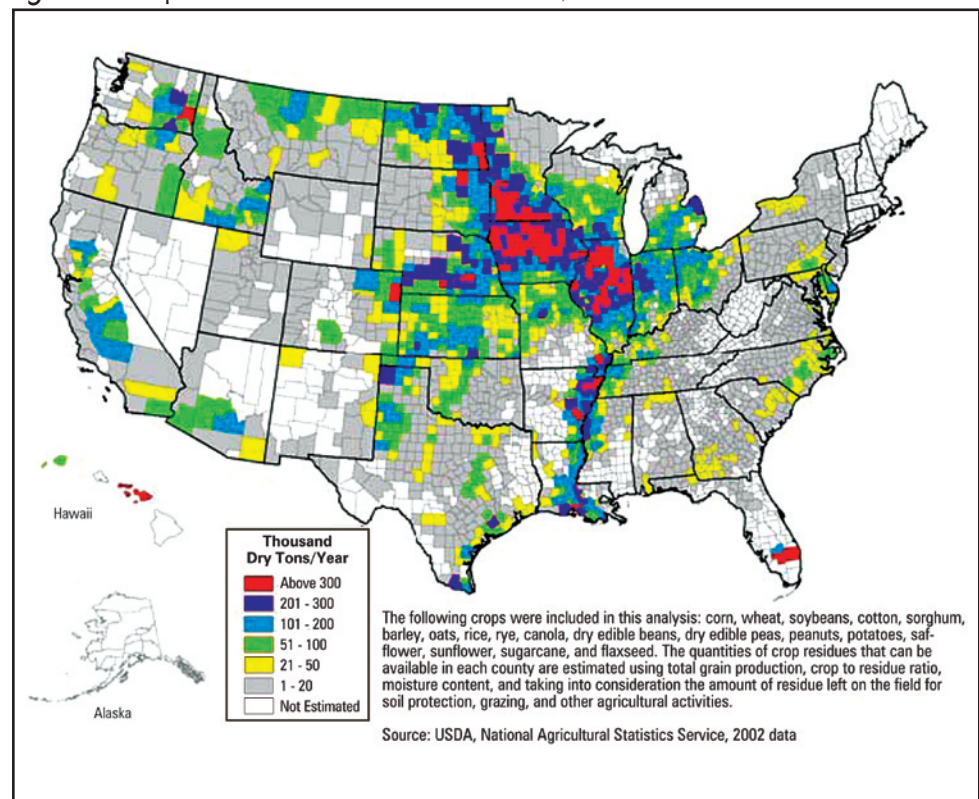 Hawaii
Alaska
Thousand
Dry Tons/Year
Above 300
201 - 300
101 - 200
51 - 100
21 - 50
1 - 20
Not Estimated
The following crops were included in this analysis: corn, wheat, soybeans, cotton, sorghum,
barley, oats, rice, rye, canola, dry edible beans, dry edible peas, peanuts, potatoes, saf-
flower, sunflower, sugarcane, and flaxseed. The quantities of crop residues that can be
available in each county are estimated using total grain production, crop to residue ratio,
moisture content, and taking into consideration the amount of residue left on the field for
soil protection, grazing, and other agricultural activities.
Source: USDA, National Agricultural Statistics Service, 2002 data